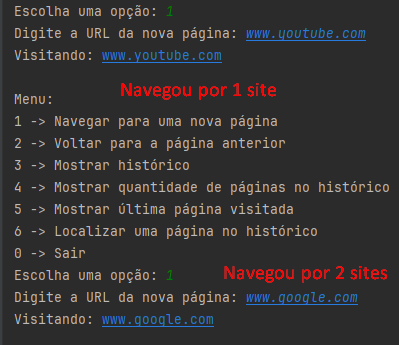 Escolha uma opção: 1
Digite a URL da nova página: www.youtube.com
Visitando: www.youtube.com
Navegou por 1 site
Menu:
1 -> Navegar para uma nova página
2 -> Voltar para a página anterior
3 -> Mostrar histórico
4 -> Mostrar quantidade de páginas no histórico
5 -> Mostrar última página visitada
6 -> Localizar uma página no histórico
0 -> Sair
Escolha uma opção: 1
Navegou por 2 sites
Digite a URL da nova página: www.google.com
Visitando: www.google.com